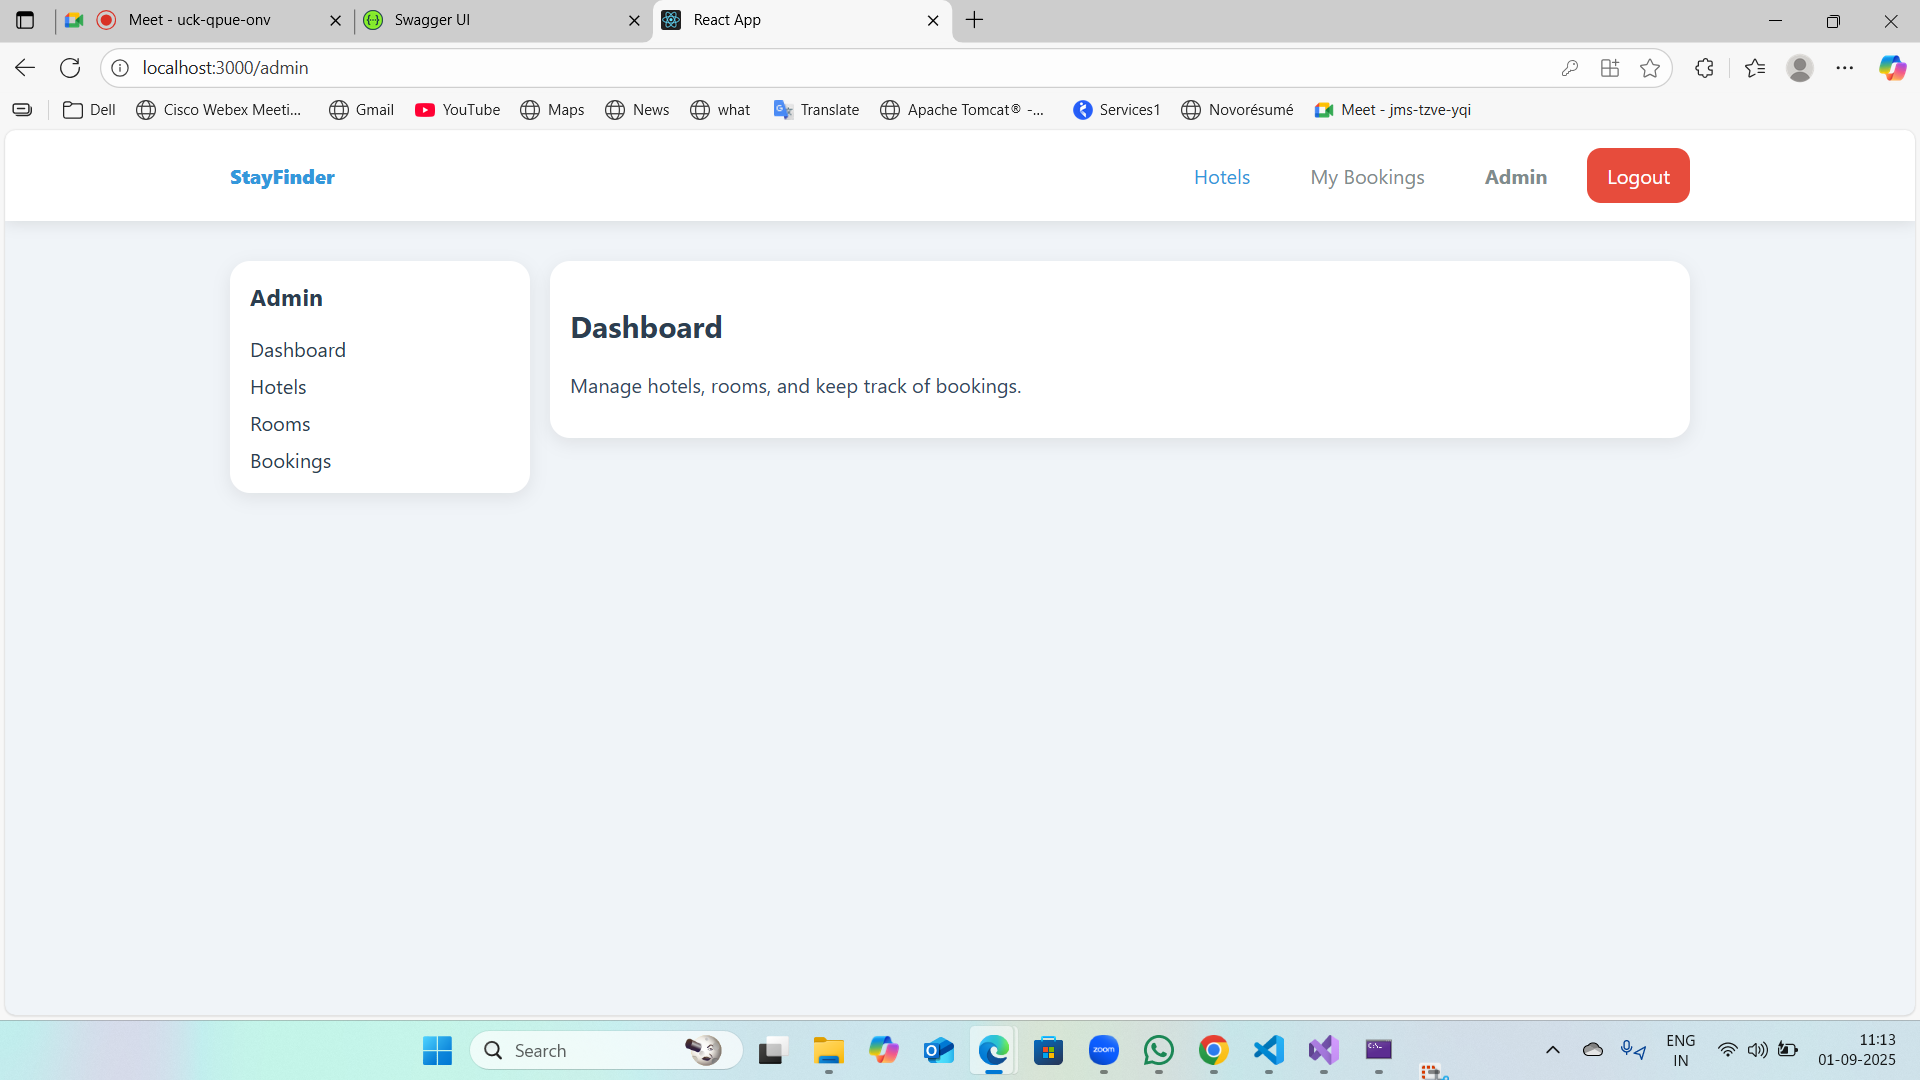 Meet - uck-qpue-onv
Swagger UI
React App
localhost:3000/admin
Dell
Cisco Webex Meeti...
Gmail
YouTube
Maps
News
what
Translate
Apache Tomcat® -...
Services1
Novorésumé
Meet - jms-tzve-yqi
StayFinder
Hotels
My Bookings
Admin
Logout
Admin
Dashboard
Hotels
Rooms
Bookings
Dashboard
Manage hotels, rooms, and keep track of bookings.
Search
zoom
ENG
IN
11:13
01-09-2025